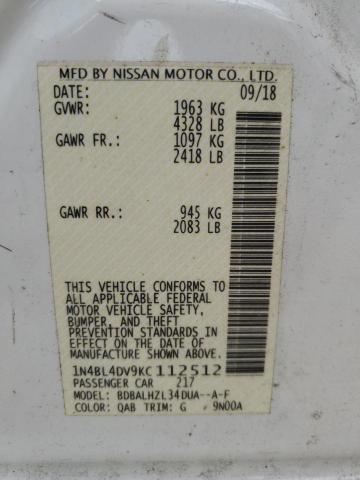 MFD BY NISSAN MOTOR CO., LTD.
DATE: 09/18
GVWR: 1963 KG
4328 LB
GAWR FR.: 1097 KG
2418 LB
GAWR RR.: 945 KG
2083 LB
THIS VEHICLE CONFORMS TO
ALL APPLICABLE FEDERAL
MOTOR VEHICLE SAFETY,
BUMPER, AND THEFT
PREVENTION STANDARDS IN
EFFECT ON THE DATE OF
MANUFACTURE SHOWN ABOVE.
1N4BL4DV9KC112512
PASSENGER CAR 217
MODEL: BDBALHZL34DUA--A-F
COLOR: QAB TRIM: G 9N00A